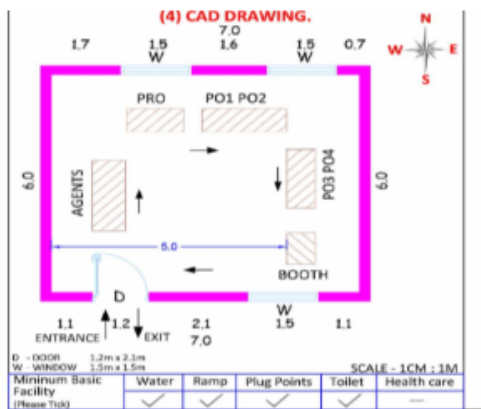 (4) CAD DRAWING.
7.0
1.7 1.5 1.6 1.5 0.7
W W
N
W E
S
PRO PO1 PO2
6.0
AGENTS
PO3 PO4
6.0
5.0
BOOTH
D
W
1.1 1.2 2.1 1.5 1.1
ENTRANCE EXIT 7.0
D - DOOR 1.2m x 2.1m
W - WINDOW 1.5m x 1.5m
SCALE - 1CM : 1M
Mininum Basic Facility (Please Tick) Water Ramp Plug Points Toilet Health care